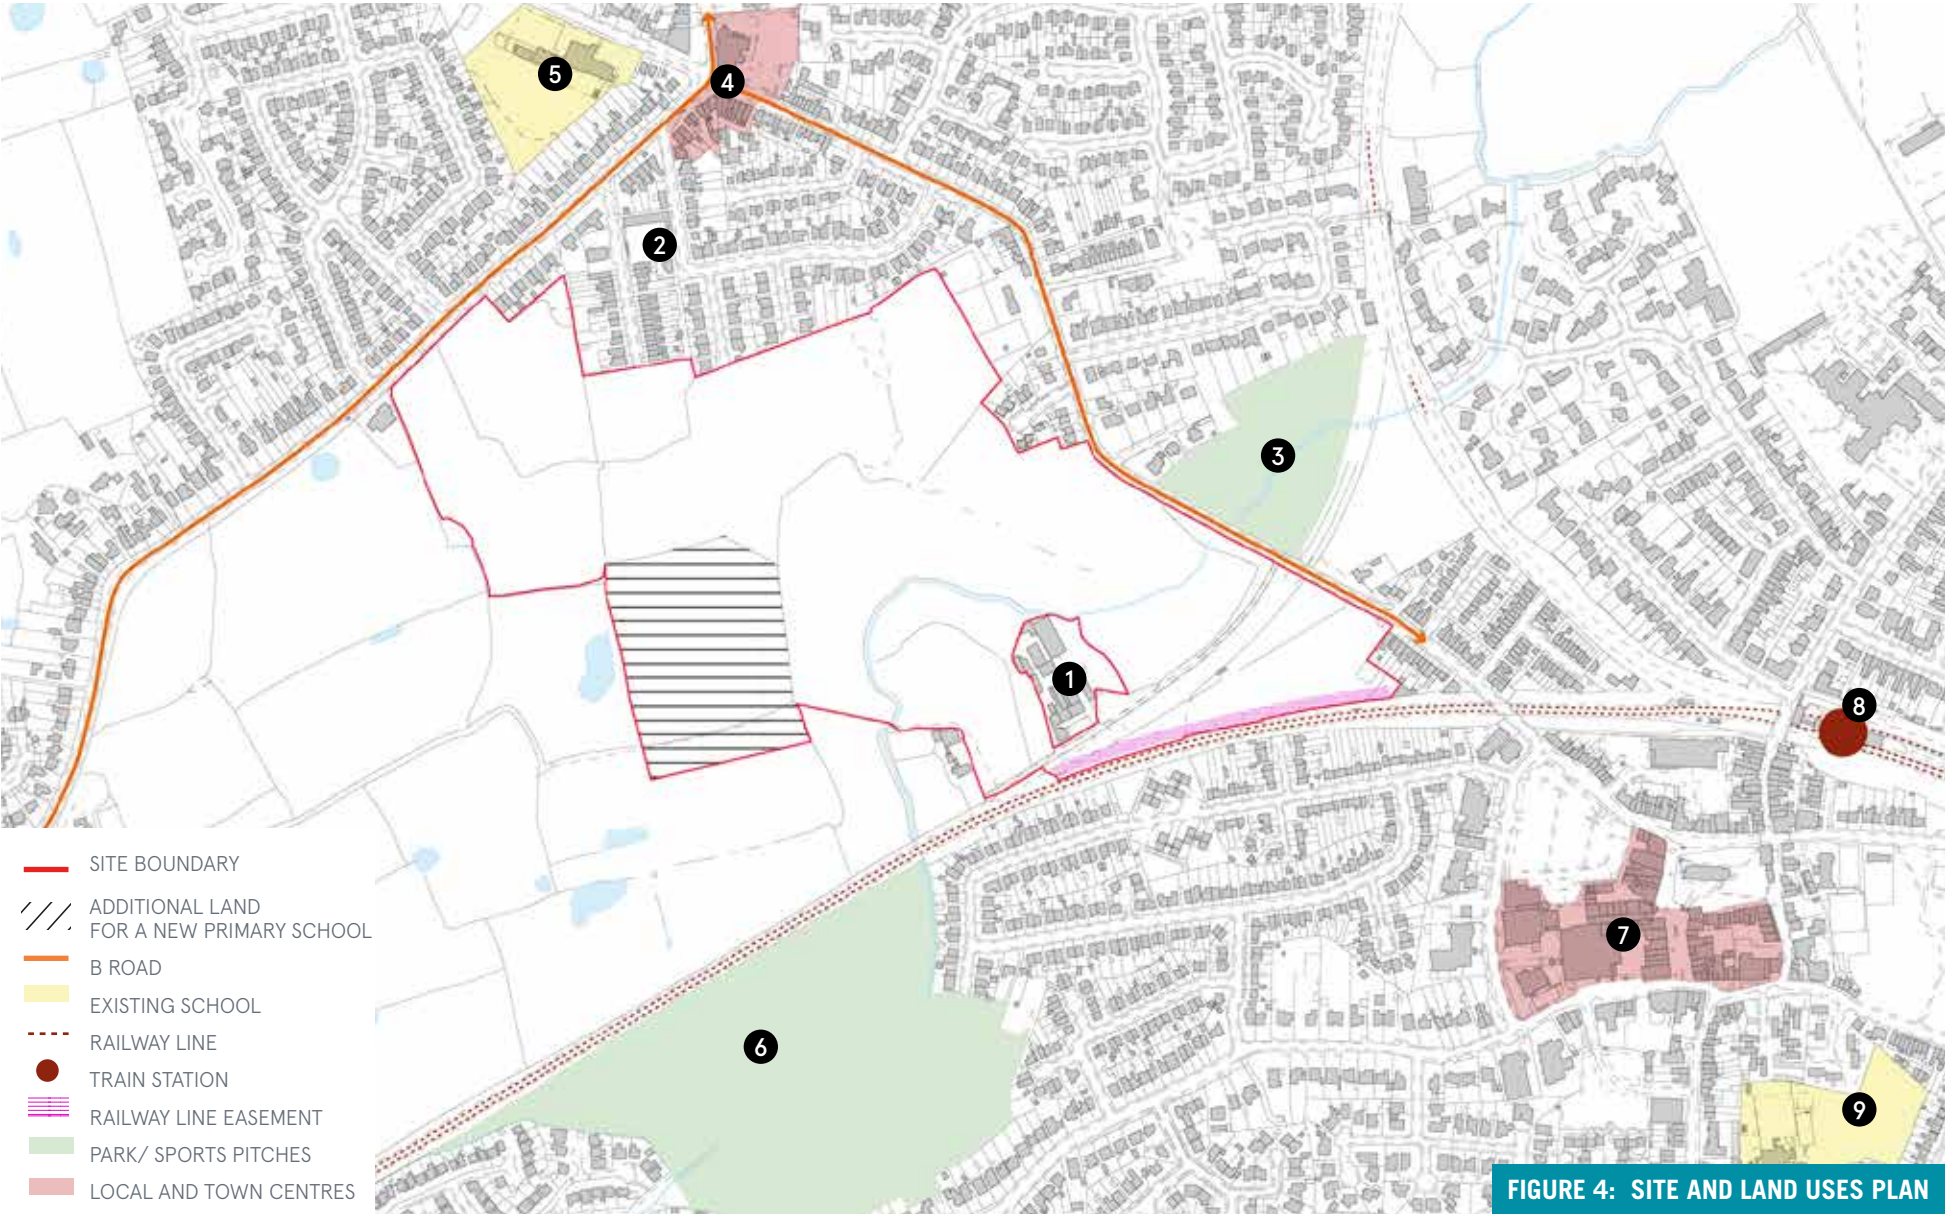 5
4
2
3
1
8
7
6
9
SITE BOUNDARY
ADDITIONAL LAND
FOR A NEW PRIMARY SCHOOL
B ROAD
EXISTING SCHOOL
RAILWAY LINE
TRAIN STATION
RAILWAY LINE EASEMENT
PARK/ SPORTS PITCHES
LOCAL AND TOWN CENTRES
FIGURE 4: SITE AND LAND USES PLAN